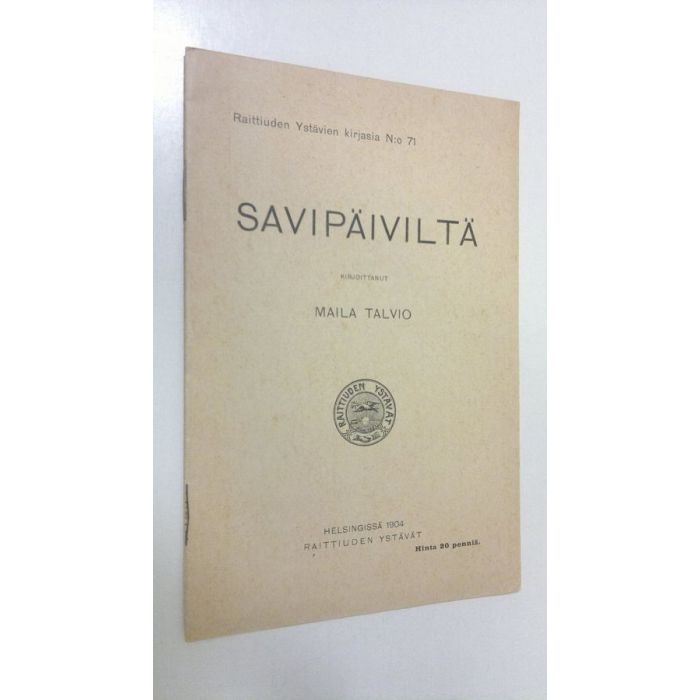 Raittiuden Ystävien kirjasia N:o 71
SAVIPÄIVILTÄ
KIRJOITTANUT
MAILA TALVIO
RAITTIUDEN YSTÄVÄT
HELSINGISSÄ 1904
RAITTIUDEN YSTÄVÄT
Hinta 20 penniä.